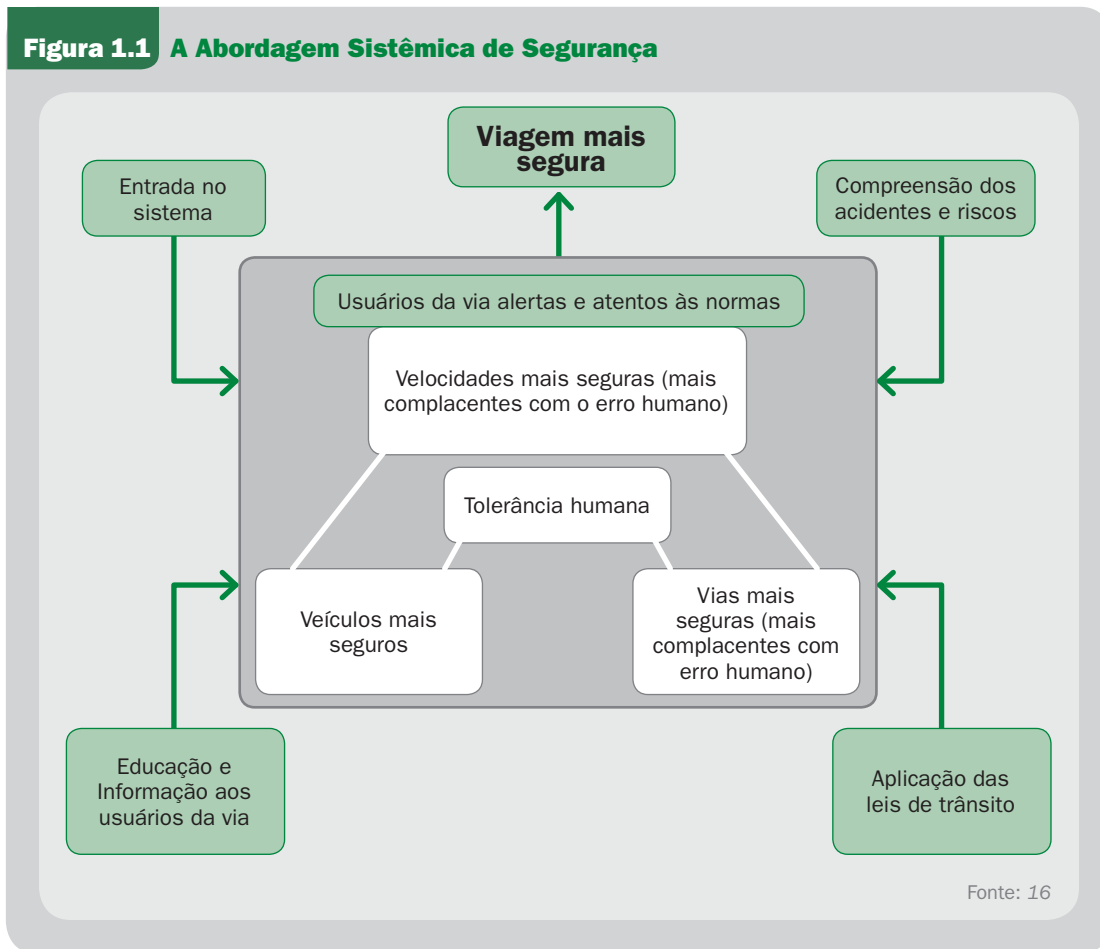 Figura 1.1 A Abordagem Sistêmica de Segurança
Viagem mais
segura
Entrada no
sistema
Compreensão dos
acidentes e riscos
Usuários da via alertas e atentos às normas
Velocidades mais seguras (mais
complacentes com o erro humano)
Tolerância humana
Veículos mais
seguros
Vias mais
seguras (mais
complacentes com
erro humano)
Educação e
Informação aos
usuários da via
Aplicação das
leis de trânsito
Fonte: 16